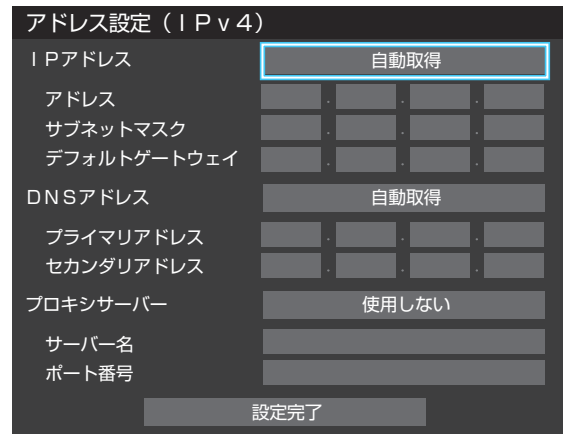 アドレス設定（ＩＰｖ４）
ＩＰアドレス 自動取得
アドレス . . .
サブネットマスク . . .
デフォルトゲートウェイ . . .
ＤＮＳアドレス 自動取得
プライマリアドレス . . .
セカンダリアドレス . . .
プロキシサーバー 使用しない
サーバー名
ポート番号
設定完了